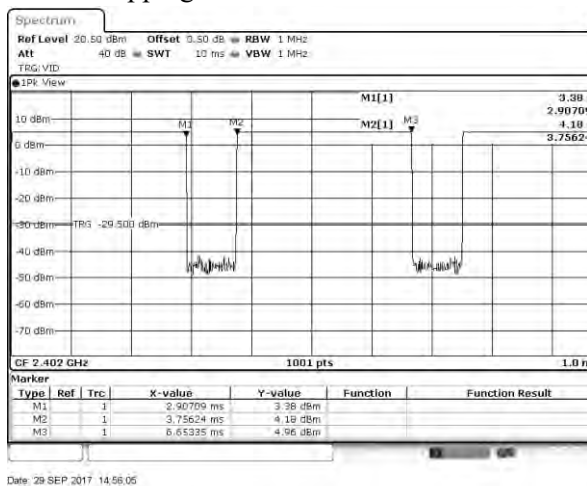 Spectrum
Ref Level 20.50 dBm Offset 0.50 dB RBW 1 MHz
Att 40 dB SWT 10 ms VBW 1 MHz
TRG:VID
1Pk View
M1[1] 3.38
2.90709
10 dBm M1 M2 M2[1] M3 4.18
3.75624
0 dBm
-10 dBm
-20 dBm
-30 dBm TRG -29.500 dBm
-40 dBm
-50 dBm
-60 dBm
-70 dBm
CF 2.402 GHz 1001 pts 1.0
Marker
Type Ref Trc X-value Y-value Function Function Result
M1 1 2.90709 ms 3.38 dBm
M2 1 3.75624 ms 4.18 dBm
M3 1 6.65335 ms 4.96 dBm
Date: 29 SEP 2017 14:56:05